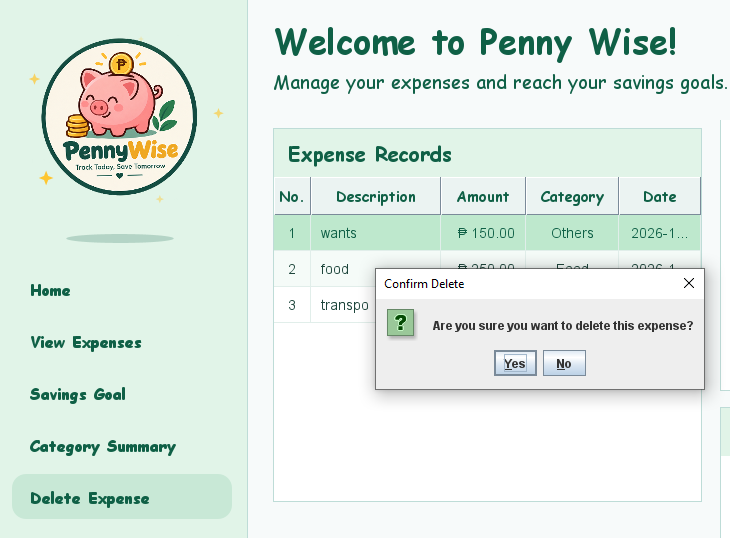 ₱
PennyWise
Track Today, Save Tomorrow
Home
View Expenses
Savings Goal
Category Summary
Delete Expense
Welcome to Penny Wise!
Manage your expenses and reach your savings goals.
Expense Records
No. Description Amount Category Date
1 wants ₱ 150.00 Others 2026-1...
2 food
3 transpo
Confirm Delete
?
Are you sure you want to delete this expense?
Yes No